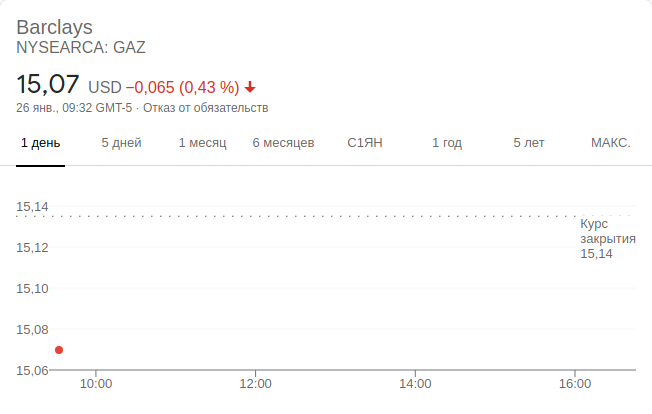 Barclays
NYSEARCA: GAZ
15,07 USD −0,065 (0,43 %)
26 янв., 09:32 GMT-5 · Отказ от обязательств
1 день 5 дней 1 месяц 6 месяцев С1ЯН 1 год 5 лет МАКС.
15,14
Курс
закрытия
15,14
15,12
15,10
15,08
15,06
10:00 12:00 14:00 16:00